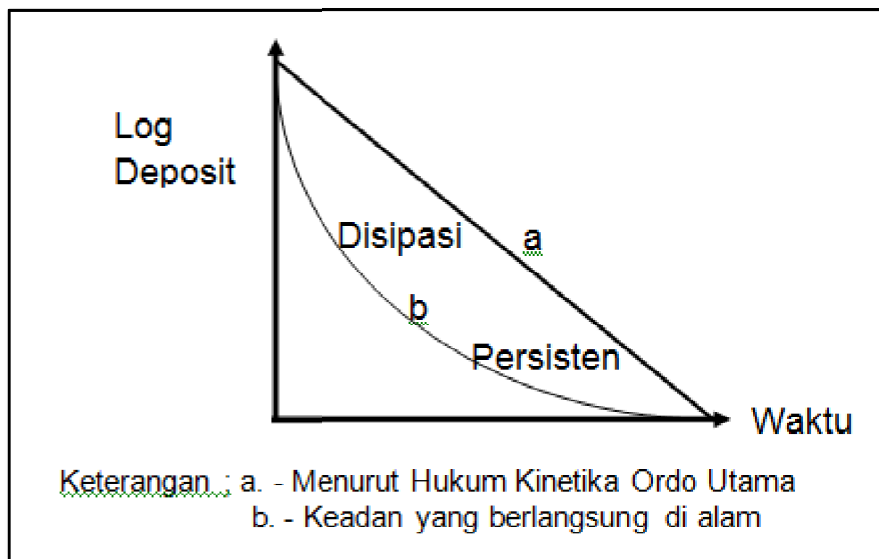 Log
Deposit
Disipasi
a
b
Persisten
Waktu
Keterangan : a. - Menurut Hukum Kinetika Ordo Utama
b. - Keadan yang berlangsung di alam